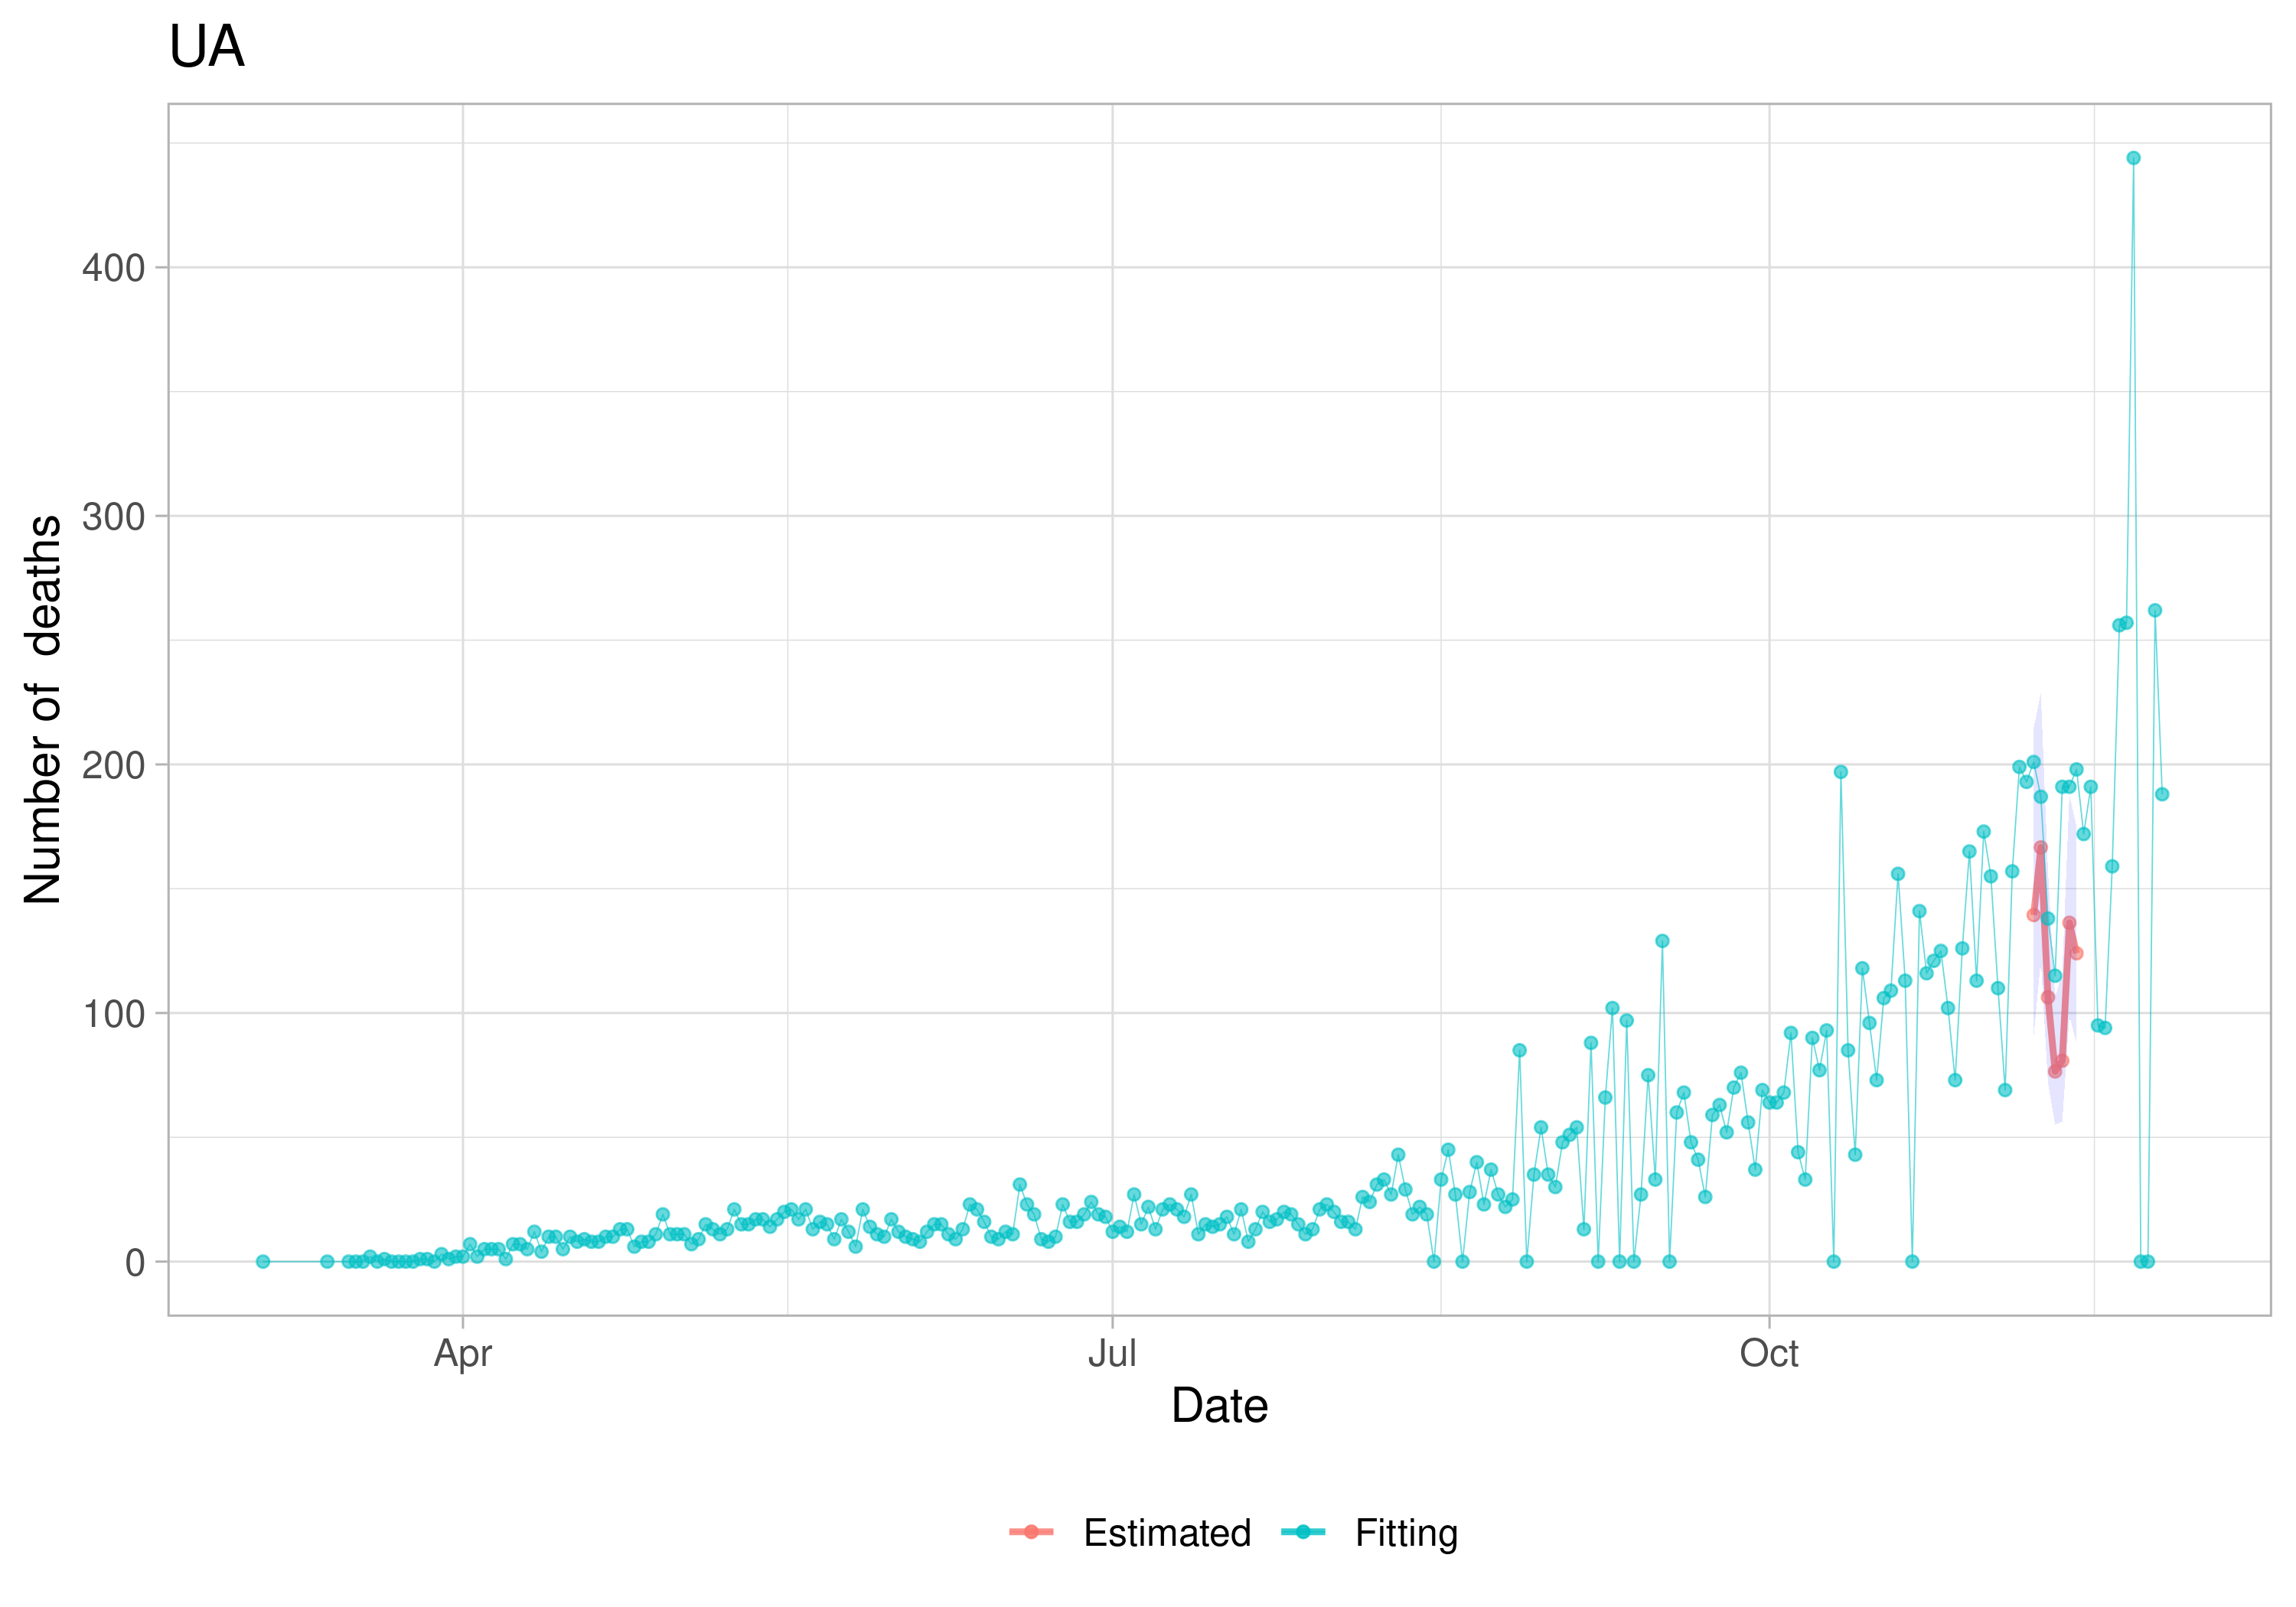 UA
400
300
200
100
0
Number of  deaths
Apr
Jul
Oct
Date
Estimated
Fitting